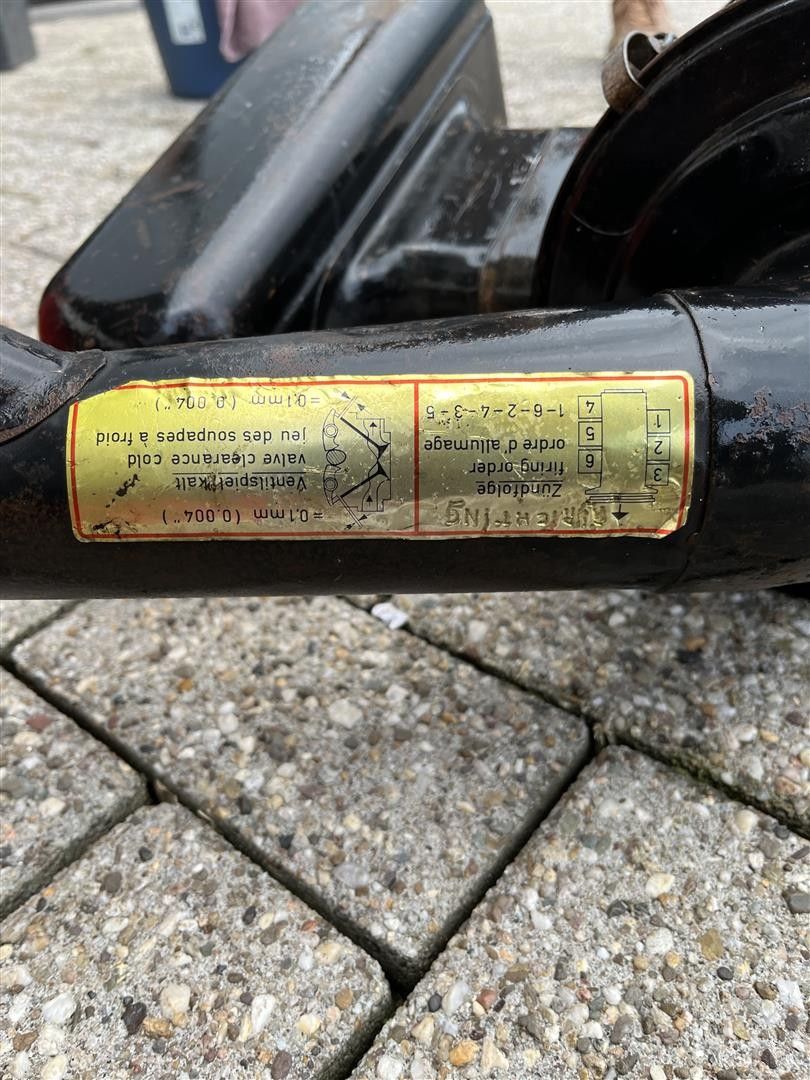 3 6
2 5
1 4
Zündfolge
firing order
ordre d'allumage
1-6-2-4-3-5
=0,1mm (0.004")
Ventilspiel kalt
valve clearance cold
jeu des soupapes à froid
=0,1mm (0.004")